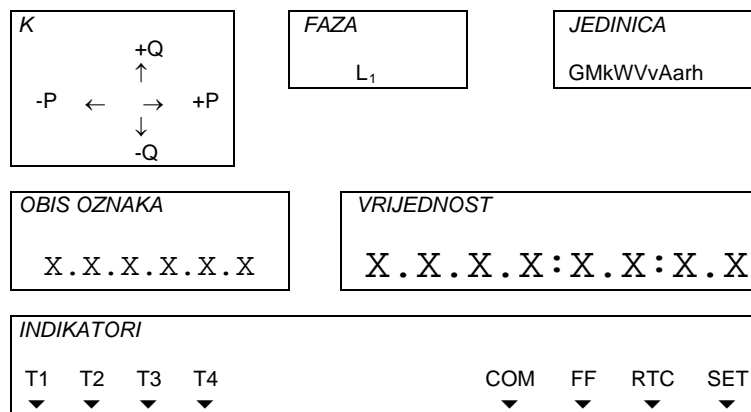 K
+Q
↑
-P ← → +P
↓
-Q
FAZA
L₁
JEDINICA
GMkWVvAarh
OBIS OZNAKA
X.X.X.X.X.X
VRIJEDNOST
X.X.X.X:X.X:X.X
INDIKATORI
T1 T2 T3 T4 COM FF RTC SET